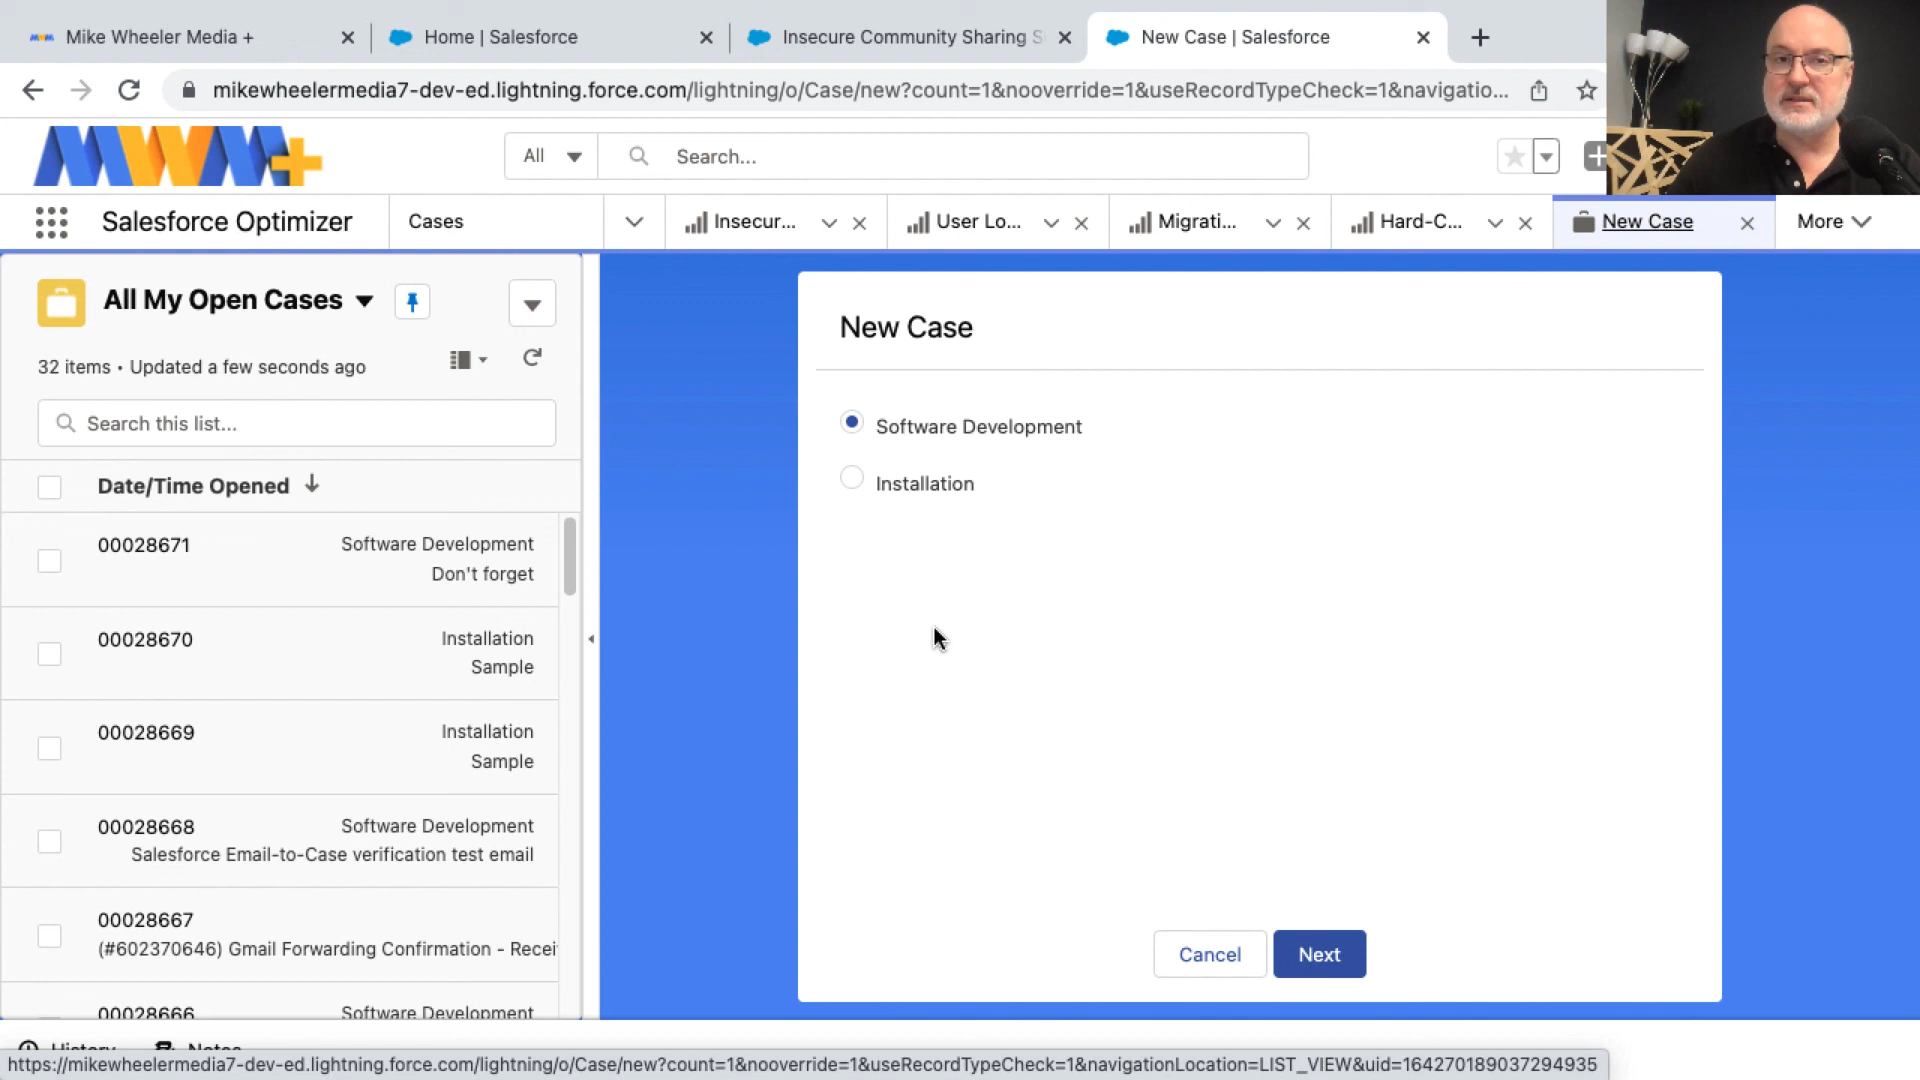 Mike Wheeler Media +
Home | Salesforce
Insecure Community Sharing S
New Case | Salesforce
mikewheelermedia7-dev-ed.lightning.force.com/lightning/o/Case/new?count=1&nooverride=1&useRecordTypeCheck=1&navigatio...
MWM+
All
Search...
Salesforce Optimizer
Cases
Insecur...
User Lo...
Migrati...
Hard-C...
New Case
More
All My Open Cases
32 items • Updated a few seconds ago
Search this list...
Date/Time Opened
00028671
Software Development
Don't forget
00028670
Installation
Sample
00028669
Installation
Sample
00028668
Software Development
Salesforce Email-to-Case verification test email
00028667
(#602370646) Gmail Forwarding Confirmation - Recei
00028666
Software Development
New Case
Software Development
Installation
Cancel
Next
History
Notes
https://mikewheelermedia7-dev-ed.lightning.force.com/lightning/o/Case/new?count=1&nooverride=1&useRecordTypeCheck=1&navigationLocation=LIST_VIEW&uid=164270189037294935